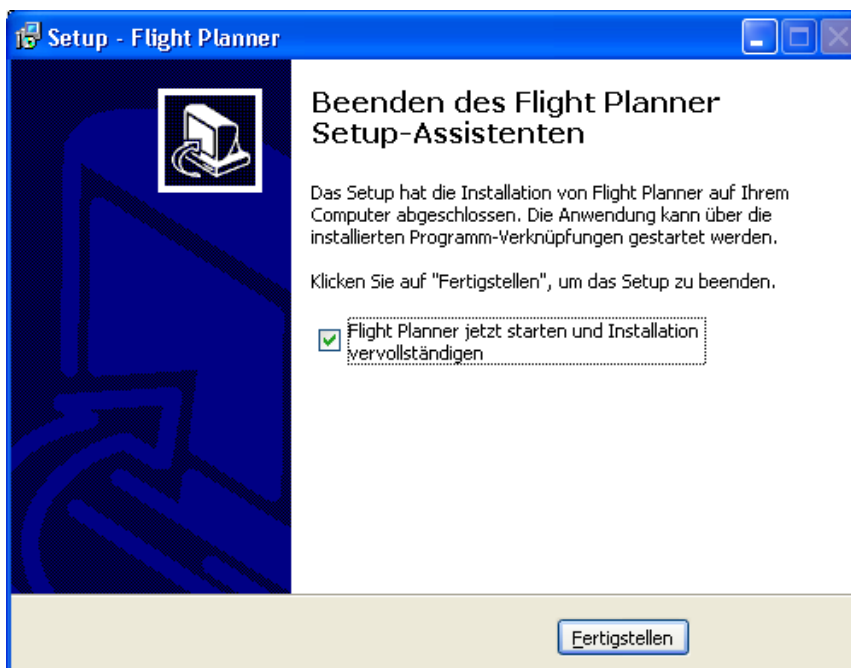 Setup - Flight Planner
Beenden des Flight Planner
Setup-Assistenten
Das Setup hat die Installation von Flight Planner auf Ihrem
Computer abgeschlossen. Die Anwendung kann über die
installierten Programm-Verknüpfungen gestartet werden.
Klicken Sie auf "Fertigstellen", um das Setup zu beenden.
Flight Planner jetzt starten und Installation
vervollständigen
Fertigstellen